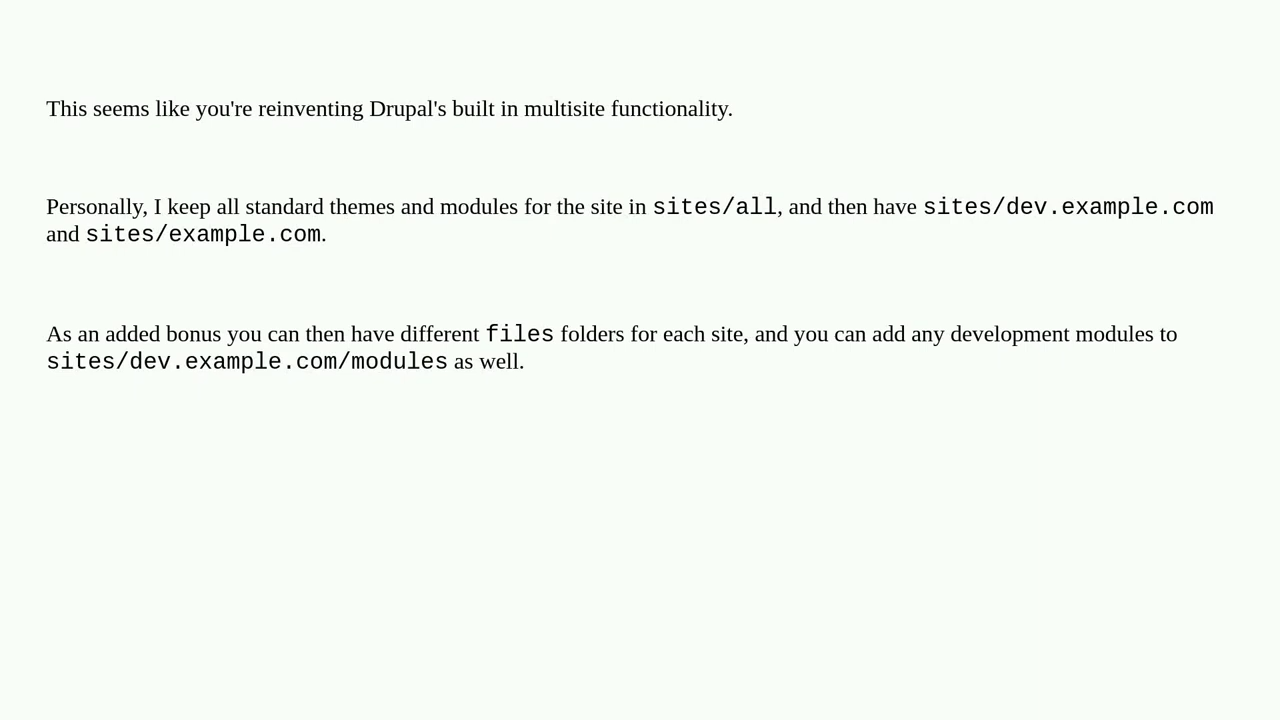 This seems like you're reinventing Drupal's built in multisite functionality.
Personally, I keep all standard themes and modules for the site in sites/all, and then have sites/dev.example.com
and sites/example.com.
As an added bonus you can then have different files folders for each site, and you can add any development modules to
sites/dev.example.com/modules as well.